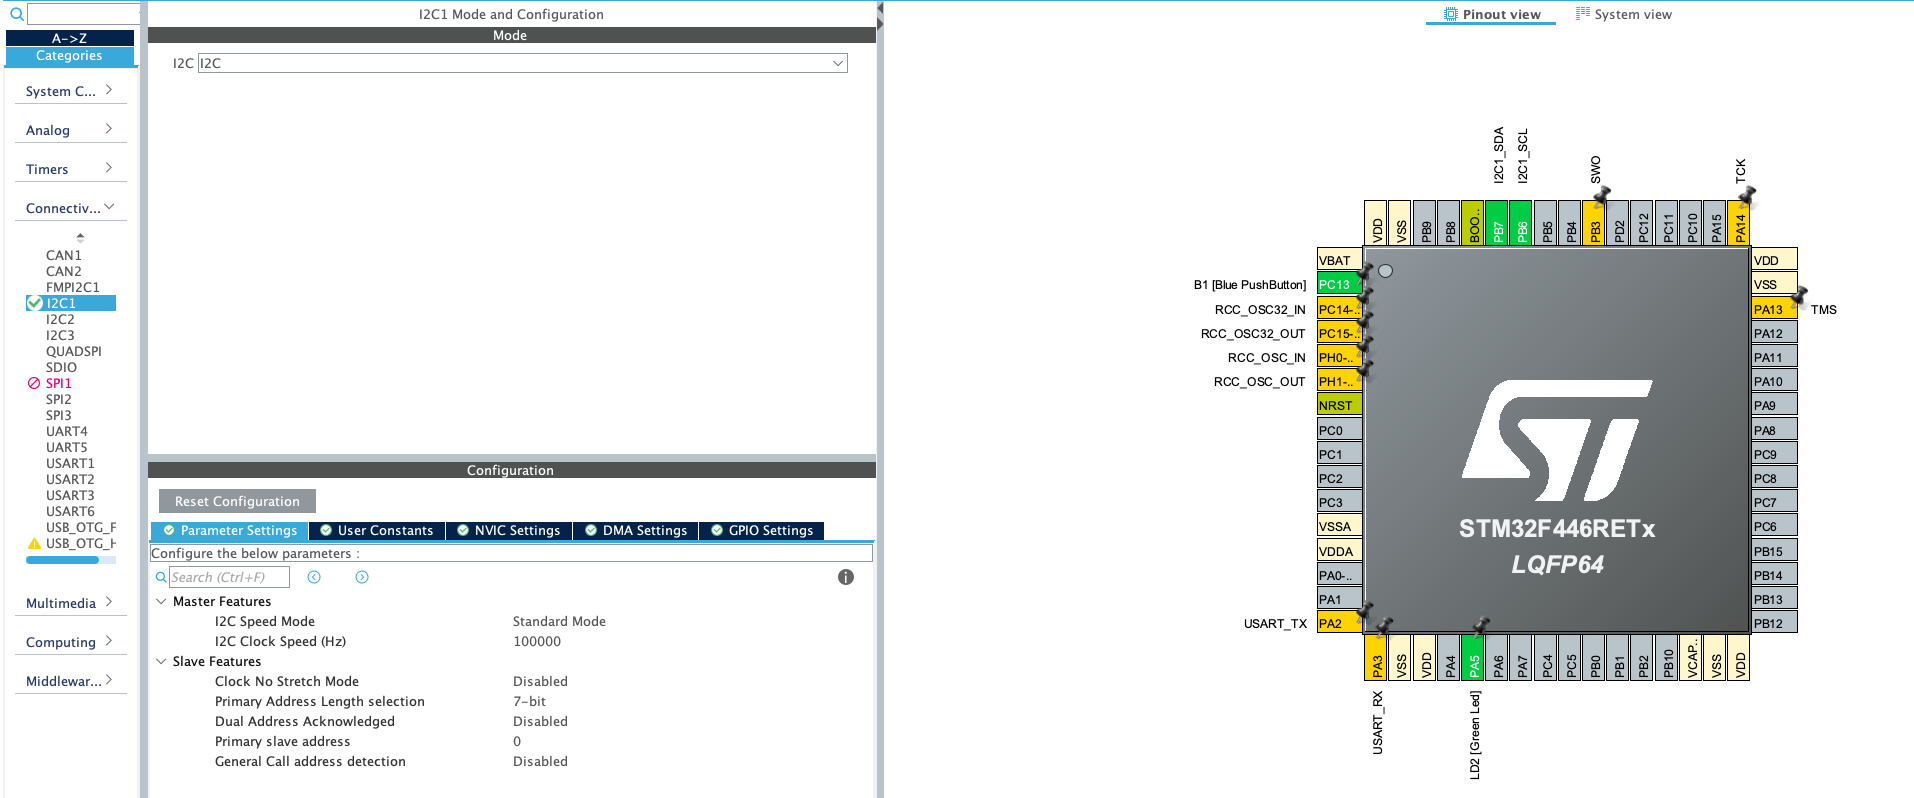 I2C1 Mode and Configuration
Pinout view
System view
A->Z
Categories
System C...
Analog
Timers
Connectiv...
CAN1
CAN2
FMPI2C1
I2C1
I2C2
I2C3
QUADSPI
SDIO
SPI1
SPI2
SPI3
UART4
UART5
USART1
USART2
USART3
USART6
USB_OTG_F
USB_OTG_H
Multimedia
Computing
Middlewar...
Mode
I2C I2C
Configuration
Reset Configuration
Parameter Settings
User Constants
NVIC Settings
DMA Settings
GPIO Settings
Configure the below parameters :
Search (Ctrl+F)
Master Features
I2C Speed Mode Standard Mode
I2C Clock Speed (Hz) 100000
Slave Features
Clock No Stretch Mode Disabled
Primary Address Length selection 7-bit
Dual Address Acknowledged Disabled
Primary slave address 0
General Call address detection Disabled
I2C1_SDA
I2C1_SCL
SWO
TCK
VDD
VSS
PB9
PB8
BOO..
PB7
PB6
PB5
PB4
PB3
PD2
PC12
PC11
PC10
PA15
PA14
VBAT
B1 [Blue PushButton] PC13
RCC_OSC32_IN PC14-..
RCC_OSC32_OUT PC15-..
RCC_OSC_IN PH0-..
RCC_OSC_OUT PH1-..
NRST
PC0
PC1
PC2
PC3
VSSA
VDDA
PA0-..
PA1
USART_TX PA2
ST
STM32F446RETx
LQFP64
VDD
VSS
PA13 TMS
PA12
PA11
PA10
PA9
PA8
PC9
PC8
PC7
PC6
PB15
PB14
PB13
PB12
PA3
VSS
VDD
PA4
PA5
PA6
PA7
PC4
PC5
PB0
PB1
PB2
PB10
VCAP..
VSS
VDD
USART_RX
LD2 [Green Led]